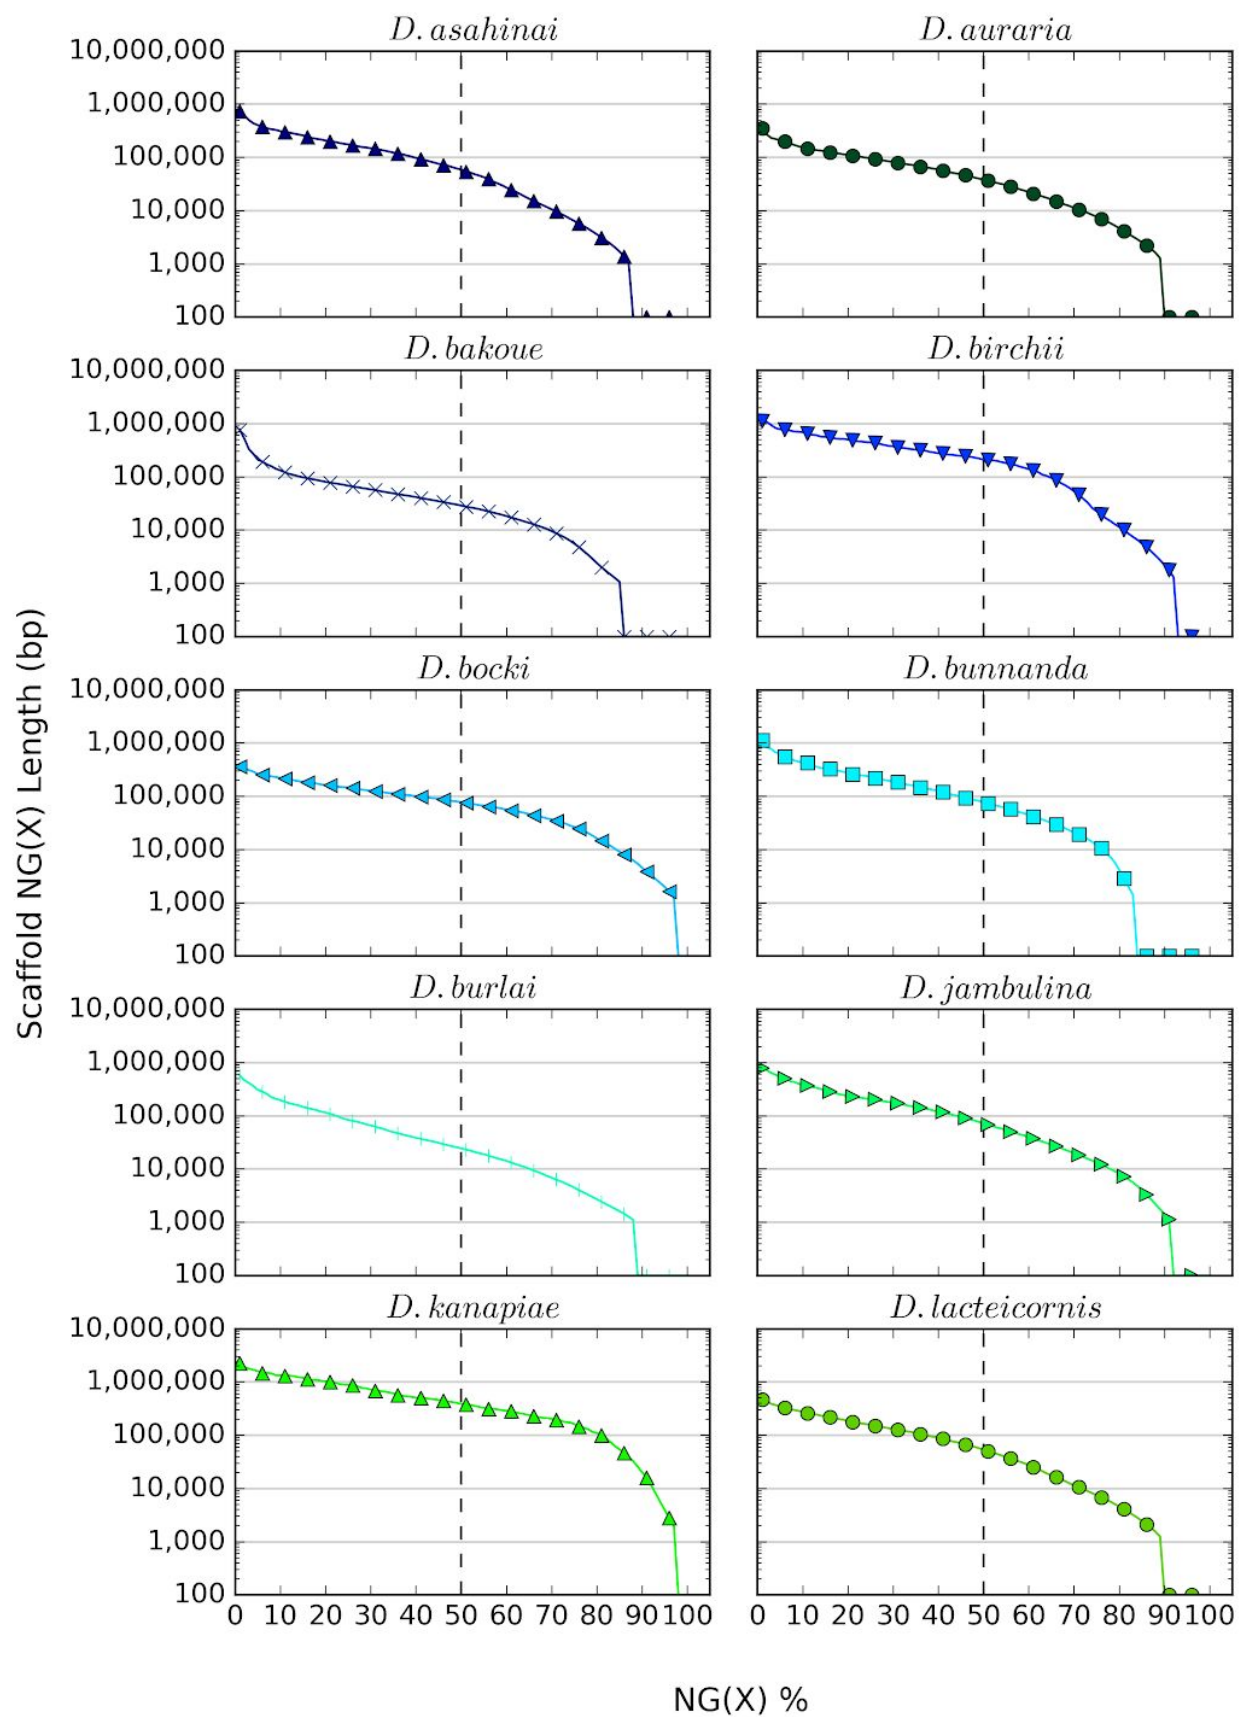 D. asahinai
D. auraria
10,000,000
1,000,000
100,000
10,000
1,000
100
D. bakoue
D. birchii
10,000,000
1,000,000
100,000
10,000
1,000
100
D. bocki
D. bunnanda
10,000,000
1,000,000
100,000
10,000
1,000
100
D. burlai
D. jambulina
10,000,000
1,000,000
100,000
10,000
1,000
100
D. kanapiae
D. lacteicornis
10,000,000
1,000,000
100,000
10,000
1,000
100
0 10 20 30 40 50 60 70 80 90 100
0 10 20 30 40 50 60 70 80 90 100
Scaffold NG(X) Length (bp)
NG(X) %